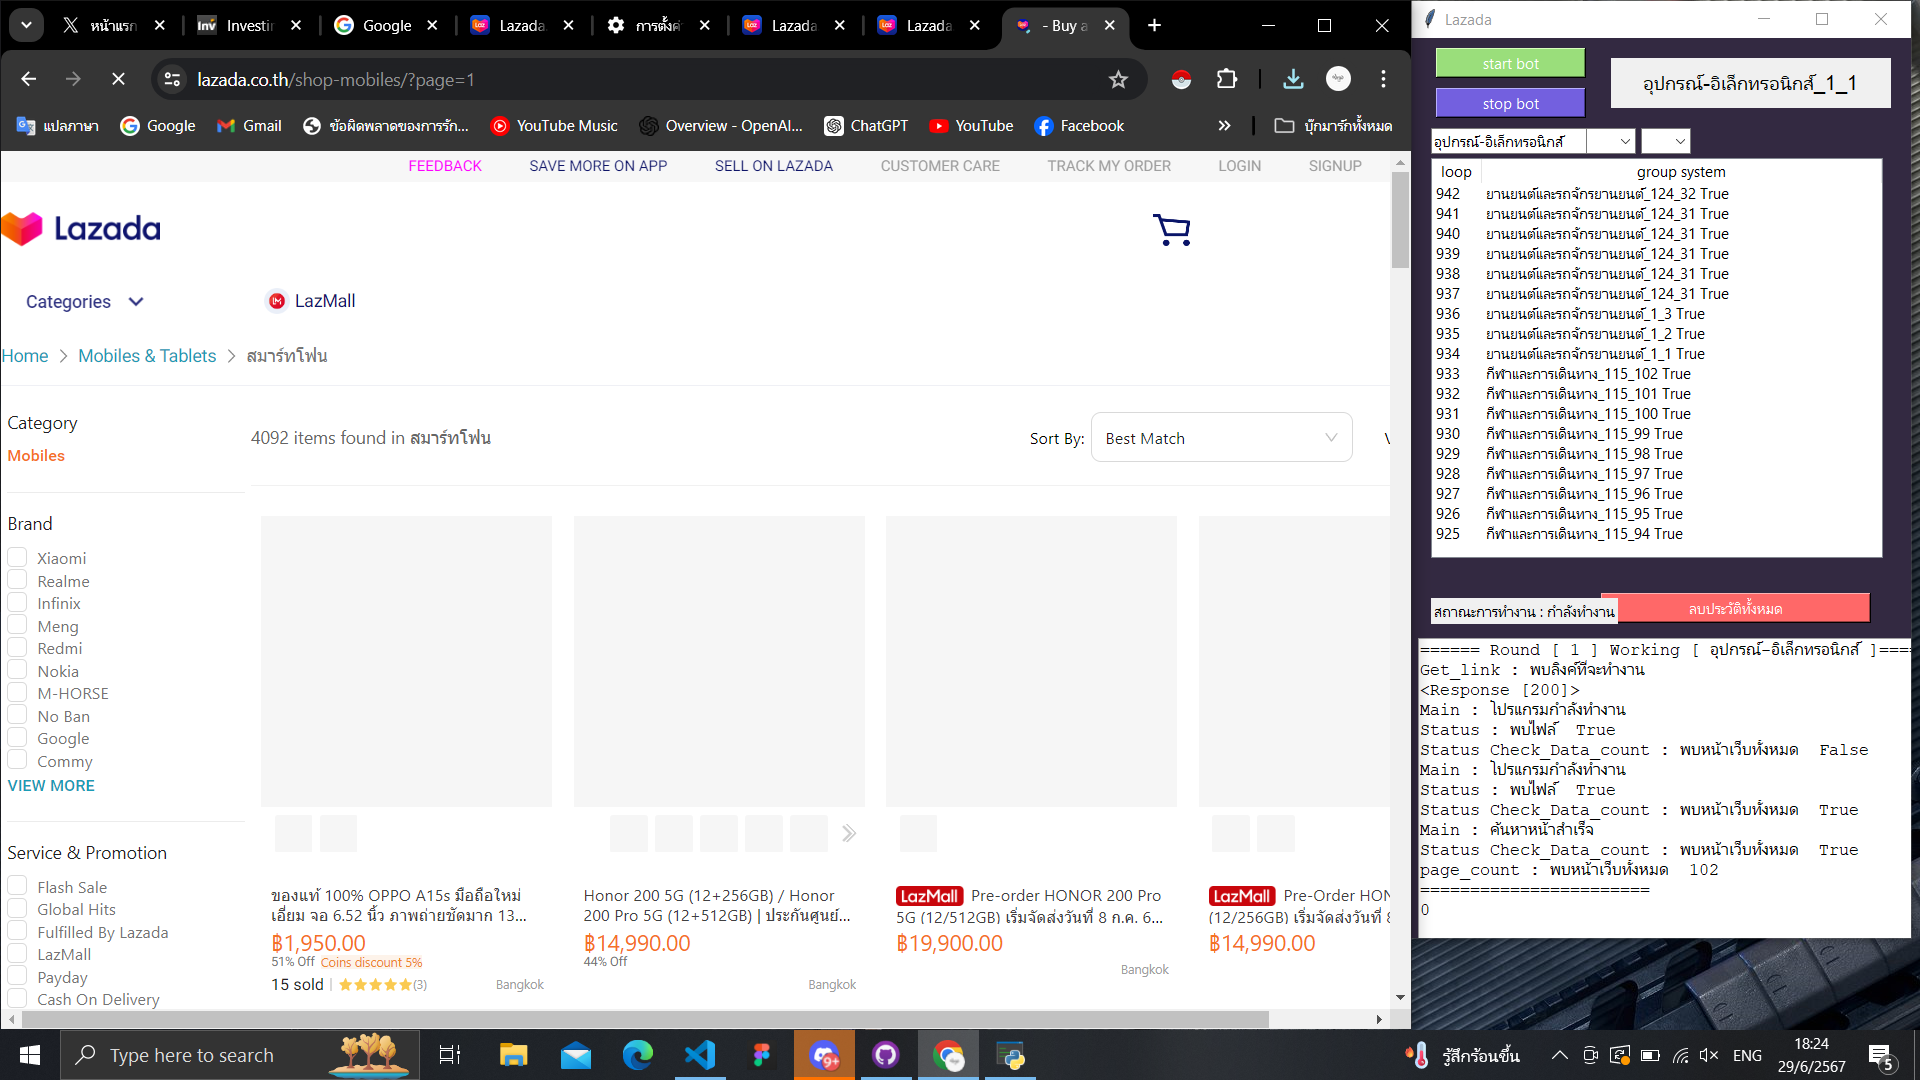 หน้าแรก
Investin
Google
Lazada
การตั้งค่า
Lazada
Lazada
- Buy a
lazada.co.th/shop-mobiles/?page=1
แปลภาษา
Google
Gmail
ข้อผิดพลาดของการรัก...
YouTube Music
Overview - OpenAI...
ChatGPT
YouTube
Facebook
บุ๊กมาร์กทั้งหมด
FEEDBACK
SAVE MORE ON APP
SELL ON LAZADA
CUSTOMER CARE
TRACK MY ORDER
LOGIN
SIGNUP
Lazada
Categories
LazMall
Home > Mobiles & Tablets > สมาร์ทโฟน
Category
Mobiles
4092 items found in สมาร์ทโฟน
Sort By:
Best Match
Brand
Xiaomi
Realme
Infinix
Meng
Redmi
Nokia
M-HORSE
No Ban
Google
Commy
VIEW MORE
Service & Promotion
Flash Sale
Global Hits
Fulfilled By Lazada
LazMall
Payday
Cash On Delivery
ของแท้ 100% OPPO A15s มือถือใหม่
เอี่ยม จอ 6.52 นิ้ว ภาพถ่ายชัดมาก 13...
฿1,950.00
51% Off Coins discount 5%
15 sold (3) Bangkok
Honor 200 5G (12+256GB) / Honor
200 Pro 5G (12+512GB) | ประกันศูนย์...
฿14,990.00
44% Off
Bangkok
LazMall Pre-order HONOR 200 Pro
5G (12/512GB) เริ่มจัดส่งวันที่ 8 ก.ค. 6...
฿19,900.00
Bangkok
LazMall Pre-Order HON
(12/256GB) เริ่มจัดส่งวันที่ 8
฿14,990.00
Lazada
start bot
stop bot
อุปกรณ์-อิเล็กทรอนิกส์_1_1
อุปกรณ์-อิเล็กทรอนิกส์
loop group system
942 ยานยนต์และรถจักรยานยนต์_124_32 True
941 ยานยนต์และรถจักรยานยนต์_124_31 True
940 ยานยนต์และรถจักรยานยนต์_124_31 True
939 ยานยนต์และรถจักรยานยนต์_124_31 True
938 ยานยนต์และรถจักรยานยนต์_124_31 True
937 ยานยนต์และรถจักรยานยนต์_124_31 True
936 ยานยนต์และรถจักรยานยนต์_1_3 True
935 ยานยนต์และรถจักรยานยนต์_1_2 True
934 ยานยนต์และรถจักรยานยนต์_1_1 True
933 กีฬาและการเดินทาง_115_102 True
932 กีฬาและการเดินทาง_115_101 True
931 กีฬาและการเดินทาง_115_100 True
930 กีฬาและการเดินทาง_115_99 True
929 กีฬาและการเดินทาง_115_98 True
928 กีฬาและการเดินทาง_115_97 True
927 กีฬาและการเดินทาง_115_96 True
926 กีฬาและการเดินทาง_115_95 True
925 กีฬาและการเดินทาง_115_94 True
สถาณะการทำงาน : กำลังทำงาน
ลบประวัติทั้งหมด
====== Round [ 1 ] Working [ อุปกรณ์-อิเล็กทรอนิกส์ ]====
Get_link : พบลิงค์ที่จะทำงาน
<Response [200]>
Main : โปรแกรมกำลังทำงาน
Status : พบไฟล์ True
Status Check_Data_count : พบหน้าเว็บทั้งหมด False
Main : โปรแกรมกำลังทำงาน
Status : พบไฟล์ True
Status Check_Data_count : พบหน้าเว็บทั้งหมด True
Main : ค้นหาหน้าสำเร็จ
Status Check_Data_count : พบหน้าเว็บทั้งหมด True
page_count : พบหน้าเว็บทั้งหมด 102
=======================
0
Type here to search
9+
รู้สึกร้อนขึ้น
ENG
18:24
29/6/2567
5